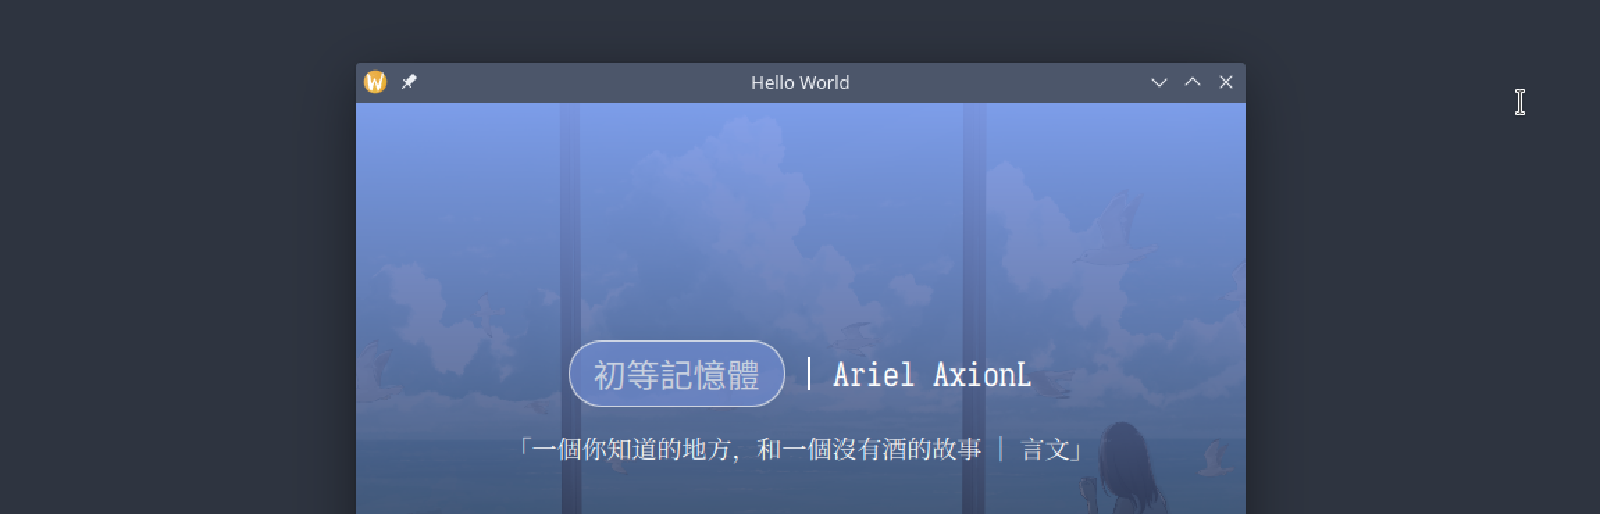 Hello World
初等記憶體 | Ariel AxionL
「一個你知道的地方，和一個沒有酒的故事 | 言文」